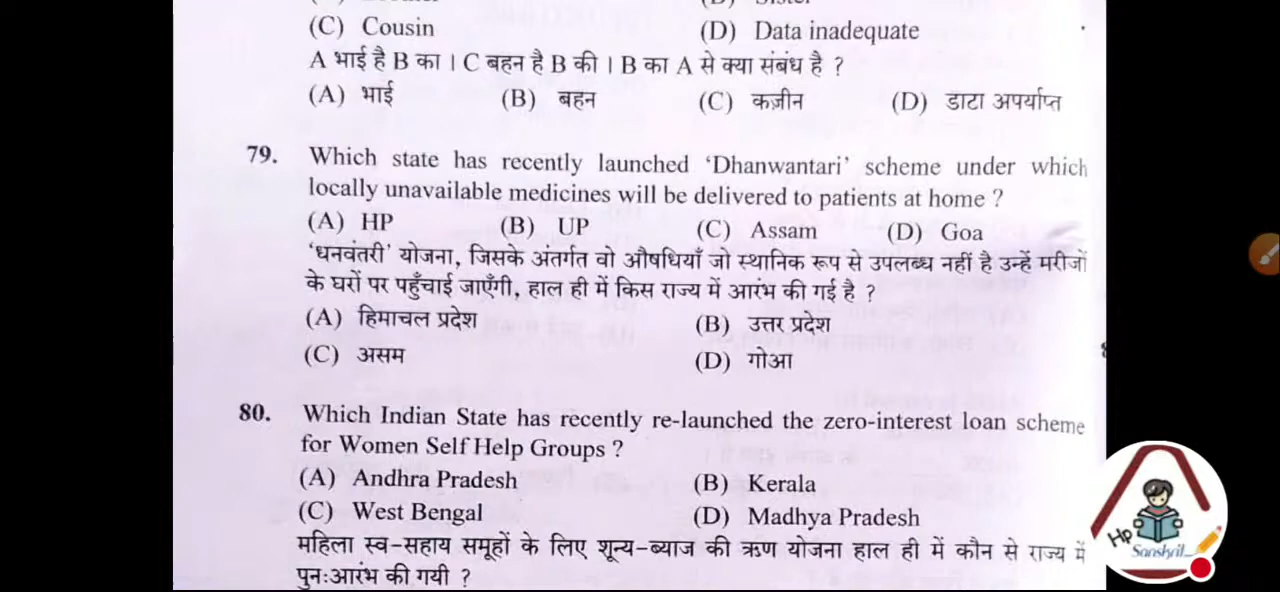 (C) Cousin (D) Data inadequate
A भाई है B का । C बहन है B की । B का A से क्या संबंध है ?
(A) भाई (B) बहन (C) कज़ीन (D) डाटा अपर्याप्त
79. Which state has recently launched ‘Dhanwantari’ scheme under which
locally unavailable medicines will be delivered to patients at home ?
(A) HP (B) UP (C) Assam (D) Goa
‘धनवंतरी’ योजना, जिसके अंतर्गत वो औषधियाँ जो स्थानिक रूप से उपलब्ध नहीं है उन्हें मरीजों
के घरों पर पहुँचाई जाएँगी, हाल ही में किस राज्य में आरंभ की गई है ?
(A) हिमाचल प्रदेश (B) उत्तर प्रदेश
(C) असम (D) गोआ
80. Which Indian State has recently re-launched the zero-interest loan scheme
for Women Self Help Groups ?
(A) Andhra Pradesh (B) Kerala
(C) West Bengal (D) Madhya Pradesh
महिला स्व-सहाय समूहों के लिए शून्य-ब्याज की ऋण योजना हाल ही में कौन से राज्य में
पुनःआरंभ की गयी ?
Hp
Sanshril